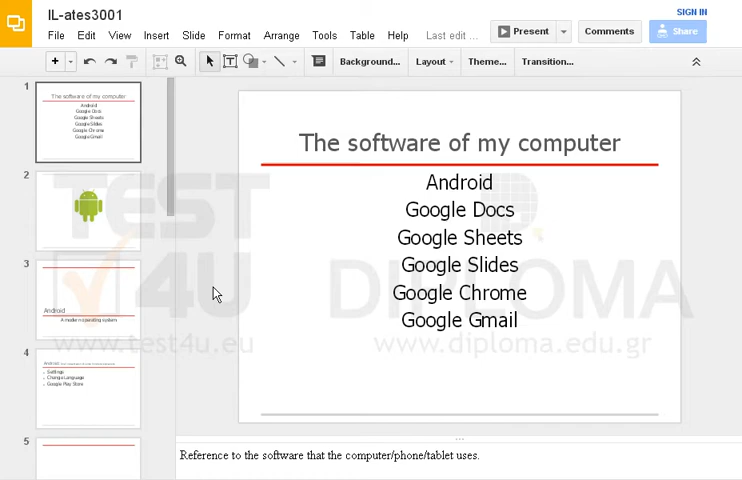 IL-ates3001
SIGN IN
File Edit View Insert Slide Format Arrange Tools Table Help Last edit ...
Present Comments Share
Background... Layout Theme... Transition...
1
The software of my computer
Android
Google Docs
Google Sheets
Google Slides
Google Chrome
Google Gmail
2
3
Android
A modern operating system
4
Android
Settings
Change Language
Google Play Store
5
The software of my computer
Android
Google Docs
Google Sheets
Google Slides
Google Chrome
Google Gmail
TEST
4U
www.test4u.eu
DIPLOMA
www.diploma.edu.gr
Reference to the software that the computer/phone/tablet uses.